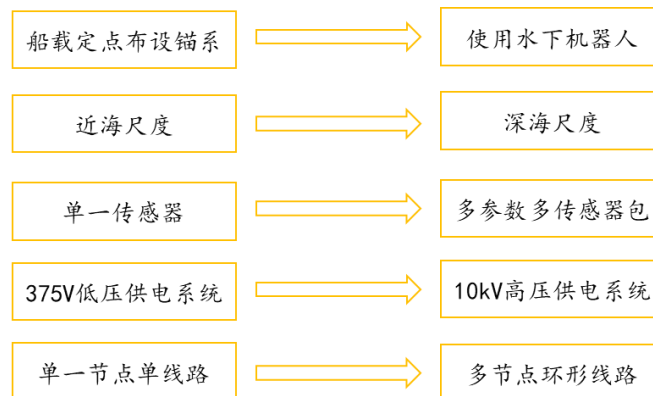 船载定点布设锚系
使用水下机器人
近海尺度
深海尺度
单一传感器
多参数多传感器包
375V低压供电系统
10kV高压供电系统
单一节点单线路
多节点环形线路